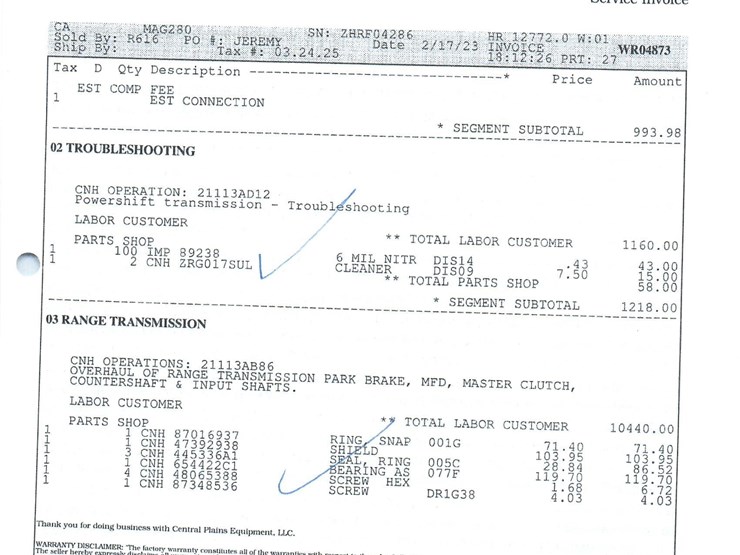 Service Invoice
CA MAG280 SN: ZHRF04286 HR 12772.0 W:01
Sold By: R616 PO #: JEREMY Date 2/17/23 INVOICE WR04873
Ship By: Tax #: 03.24.25 18:12:26 PRT: 27
Tax D Qty Description ------------------------------* Price Amount
EST COMP FEE
1 EST CONNECTION
* SEGMENT SUBTOTAL 993.98
02 TROUBLESHOOTING
CNH OPERATION: 21113AD12
Powershift transmission - Troubleshooting
LABOR CUSTOMER
** TOTAL LABOR CUSTOMER 1160.00
PARTS SHOP
1 100 IMP 89238 6 MIL NITR DIS14 .43 43.00
1 2 CNH ZRG017SUL CLEANER DIS09 7.50 15.00
** TOTAL PARTS SHOP 58.00
* SEGMENT SUBTOTAL 1218.00
03 RANGE TRANSMISSION
CNH OPERATIONS: 21113AB86
OVERHAUL OF RANGE TRANSMISSION PARK BRAKE, MFD, MASTER CLUTCH,
COUNTERSHAFT & INPUT SHAFTS.
LABOR CUSTOMER
** TOTAL LABOR CUSTOMER 10440.00
PARTS SHOP
1 1 CNH 87016937 RING, SNAP 001G 71.40 71.40
1 1 CNH 47392938 SHIELD 103.95 103.95
1 3 CNH 445336A1 SEAL, RING 005C 28.84 86.52
1 1 CNH 654422C1 BEARING AS 077F 119.70 119.70
1 4 CNH 48065388 SCREW HEX 1.68 6.72
1 1 CNH 87348536 SCREW DR1G38 4.03 4.03
Thank you for doing business with Central Plains Equipment, LLC.
WARRANTY DISCLAIMER: "The factory warranty constitutes all of the warranties with respect to the
The seller hereby expressly disclaims